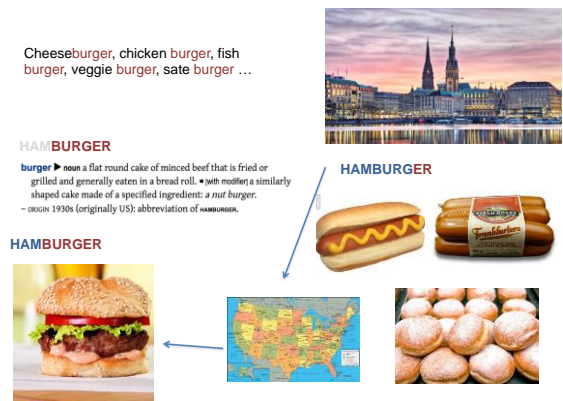 Cheeseburger, chicken burger, fish
burger, veggie burger, sate burger …
HAMBURGER
burger ▶ noun a flat round cake of minced beef that is fried or
grilled and generally eaten in a bread roll. ■ [with modifier] a similarly
shaped cake made of a specified ingredient: a nut burger.
– ORIGIN 1930s (originally US): abbreviation of HAMBURGER.
HAMBURGER
Frankfurters
HAMBURGER